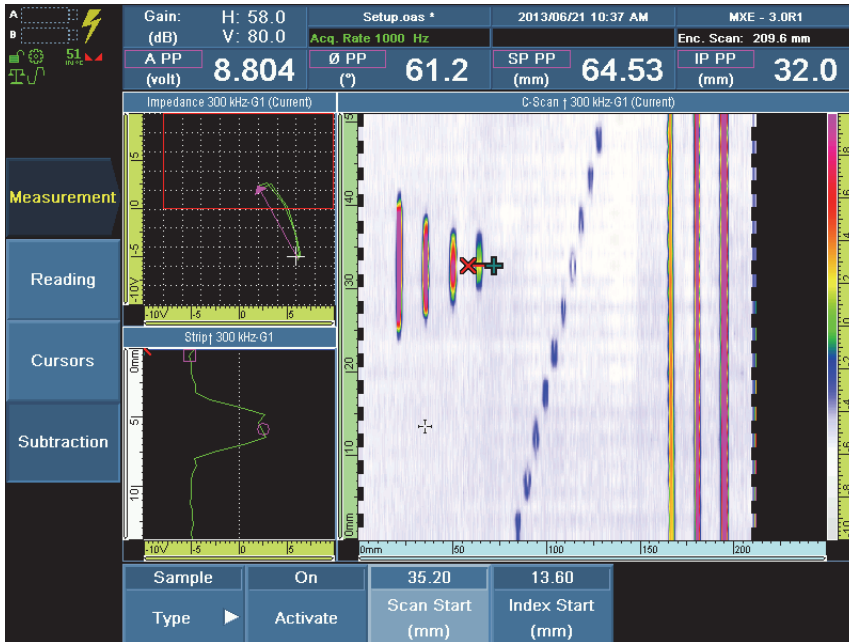 A
B
51
IN÷C
Gain: H: 58.0
(dB) V: 80.0
Setup.oas *
2013/06/21 10:37 AM
MXE - 3.0R1
Acq. Rate 1000 Hz
Enc. Scan: 209.6 mm
A PP
(volt)
8.804
Ø PP
(°)
61.2
SP PP
(mm)
64.53
IP PP
(mm)
32.0
Impedance 300 kHz-G1 (Current)
C-Scan † 300 kHz-G1 (Current)
Measurement
Reading
Cursors
Subtraction
|5
|0
|-5
-10V
-10V |-5 |0 |5
Strip† 300 kHz-G1
0mm
5|
10|
-10V |-5 |0 |5
|5
|40
|30
|20
|10
0mm
0mm |50 |100 |150 |200
Sample
Type
On
Activate
35.20
Scan Start
(mm)
13.60
Index Start
(mm)